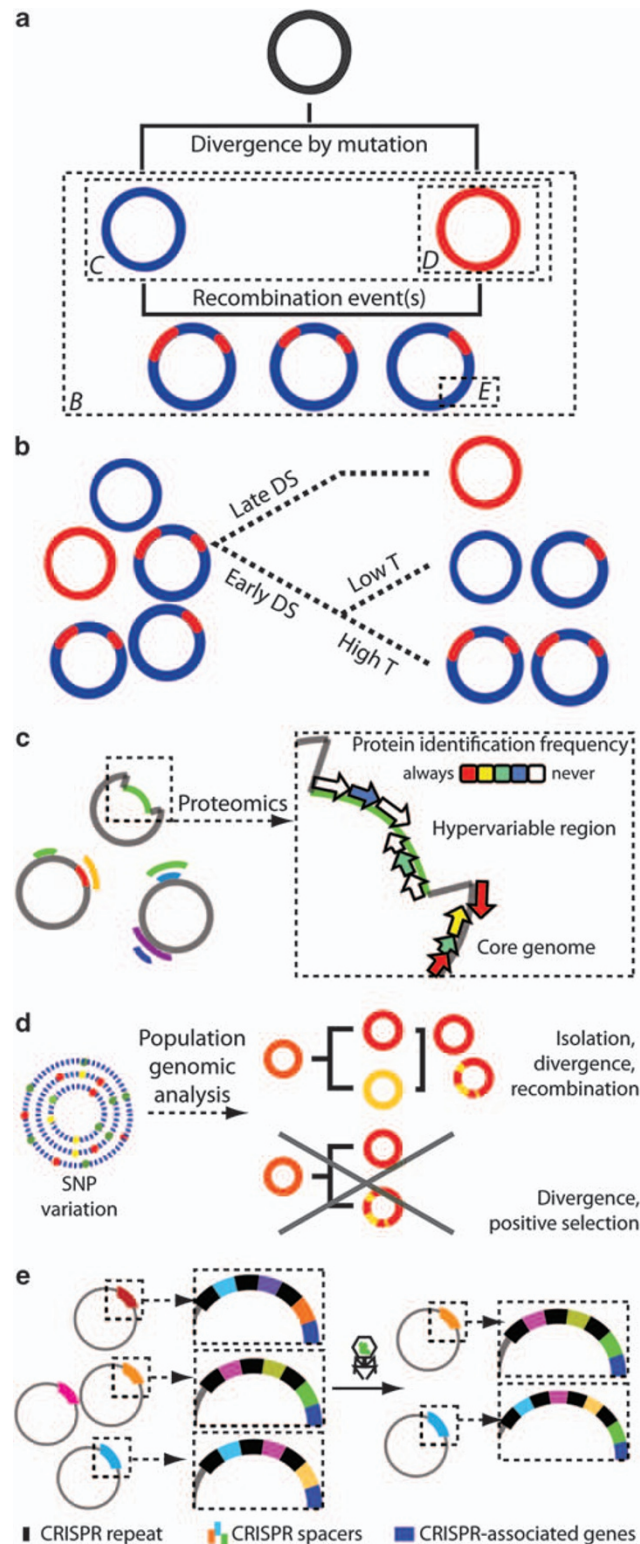 a
Divergence by mutation
C
D
Recombination event(s)
B
E
b
Late DS
Early DS
Low T
High T
c
Proteomics
Protein identification frequency
always
never
Hypervariable region
Core genome
d
Population
genomic
analysis
SNP
variation
Isolation,
divergence,
recombination
Divergence,
positive selection
e
CRISPR repeat
CRISPR spacers
CRISPR-associated genes